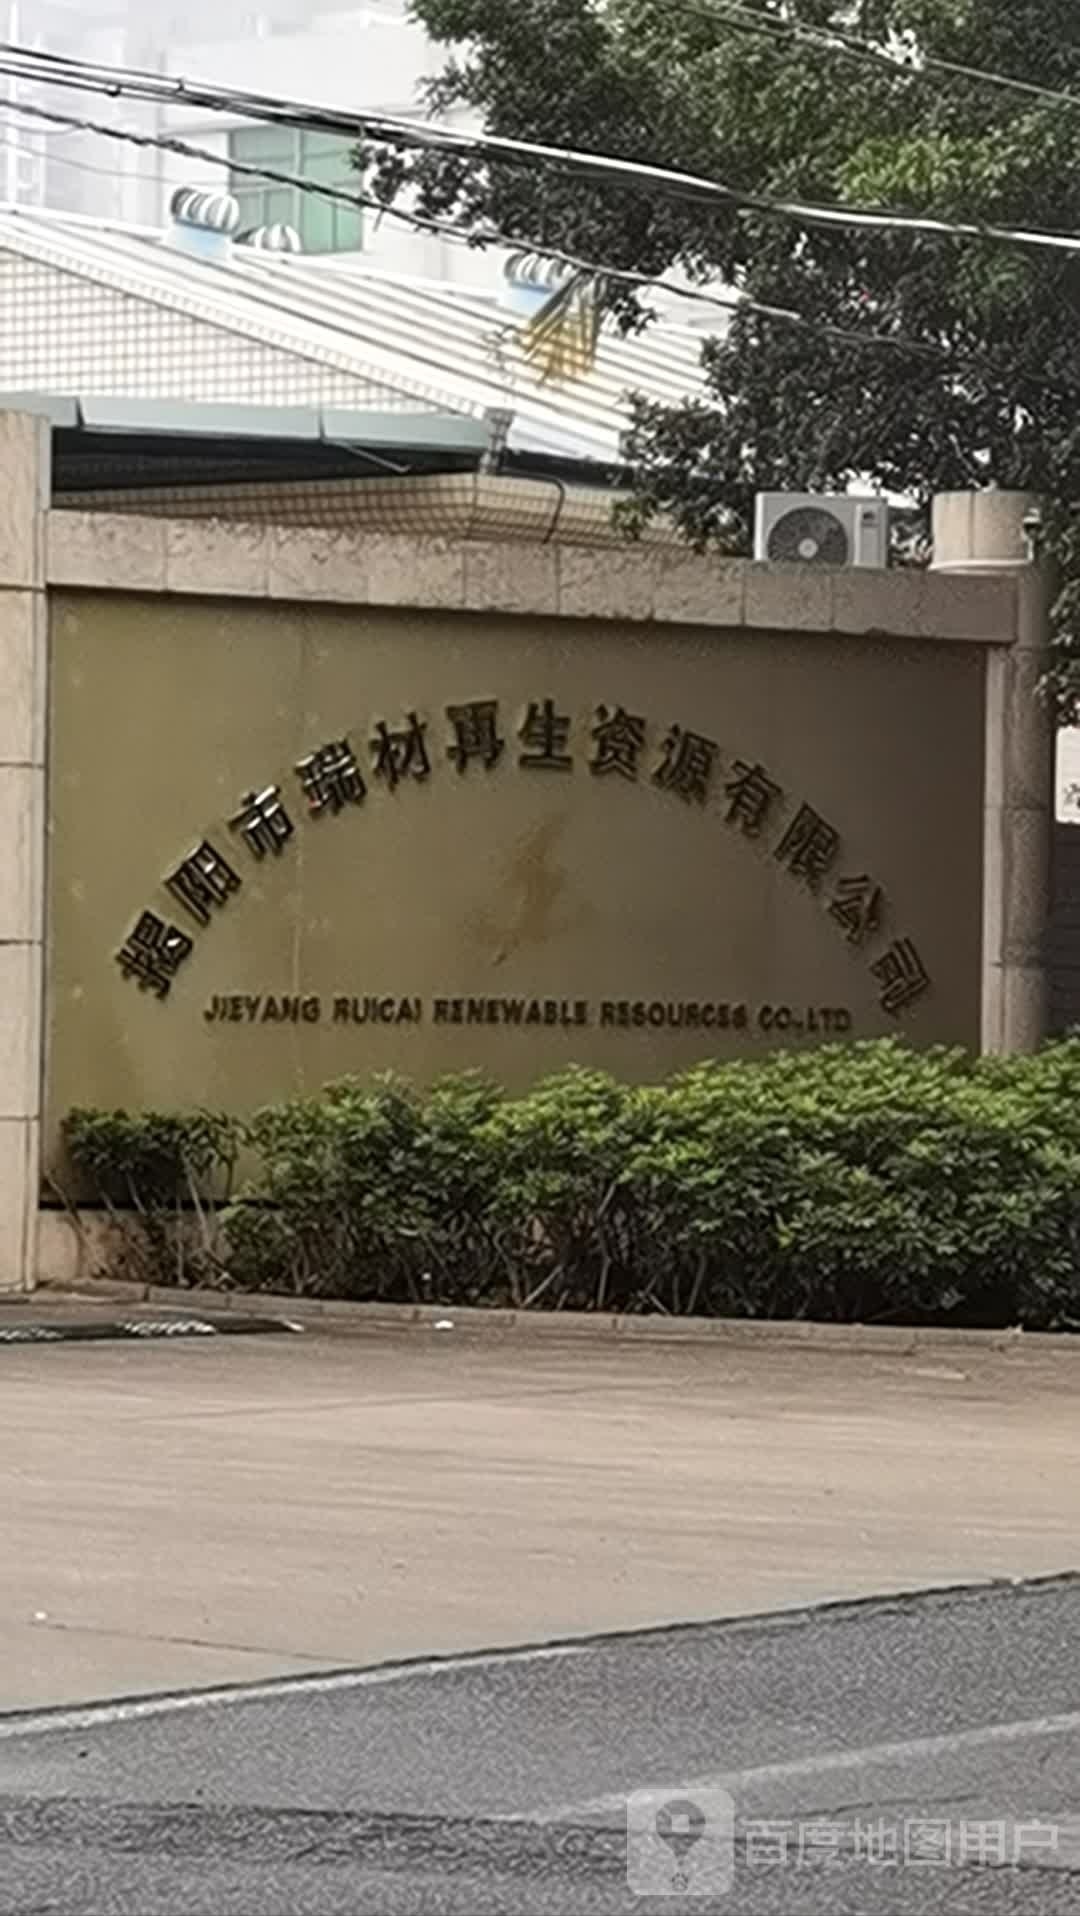 揭阳市瑞材再生资源有限公司
JIEYANG RUICAI RENEWABLE RESOURCES CO.,LTD
百度地图用户